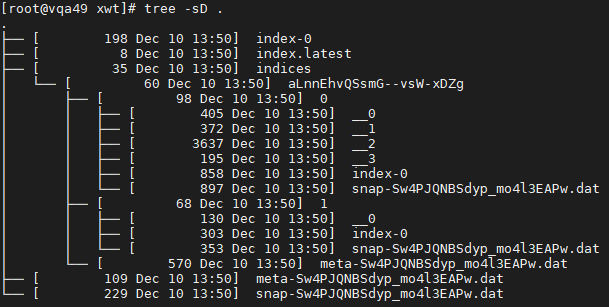 [root@vqa49 xwt]# tree -sD .
.
├── [        198 Dec 10 13:50]  index-0
├── [          8 Dec 10 13:50]  index.latest
├── [         35 Dec 10 13:50]  indices
│   └── [         60 Dec 10 13:50]  aLnnEhvQSsmG--vsW-xDZg
│       ├── [         98 Dec 10 13:50]  0
│       │   ├── [        405 Dec 10 13:50]  __0
│       │   ├── [        372 Dec 10 13:50]  __1
│       │   ├── [       3637 Dec 10 13:50]  __2
│       │   ├── [        195 Dec 10 13:50]  __3
│       │   ├── [        858 Dec 10 13:50]  index-0
│       │   └── [        897 Dec 10 13:50]  snap-Sw4PJQNBSdyp_mo4l3EAPw.dat
│       ├── [         68 Dec 10 13:50]  1
│       │   ├── [        130 Dec 10 13:50]  __0
│       │   ├── [        303 Dec 10 13:50]  index-0
│       │   └── [        353 Dec 10 13:50]  snap-Sw4PJQNBSdyp_mo4l3EAPw.dat
│       └── [        570 Dec 10 13:50]  meta-Sw4PJQNBSdyp_mo4l3EAPw.dat
├── [        109 Dec 10 13:50]  meta-Sw4PJQNBSdyp_mo4l3EAPw.dat
└── [        229 Dec 10 13:50]  snap-Sw4PJQNBSdyp_mo4l3EAPw.dat